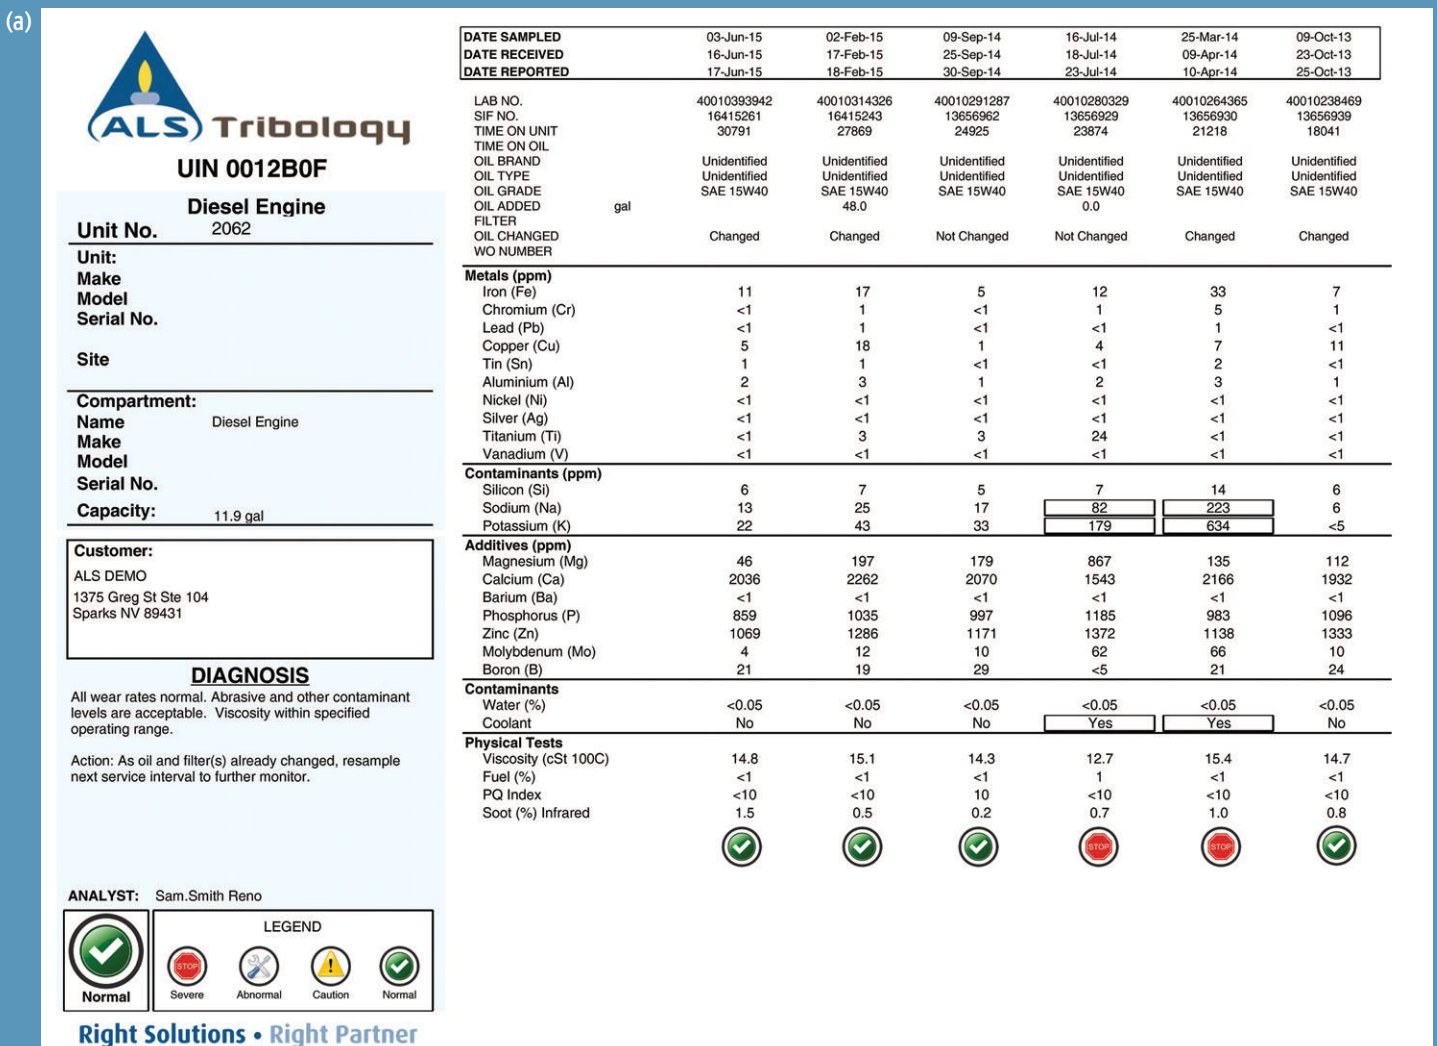 (a)
ALS Tribology
UIN 0012B0F
Diesel Engine
Unit No. 2062
Unit:
Make
Model
Serial No.
Site
Compartment:
Name Diesel Engine
Make
Model
Serial No.
Capacity: 11.9 gal
Customer:
ALS DEMO
1375 Greg St Ste 104
Sparks NV 89431
DIAGNOSIS
All wear rates normal. Abrasive and other contaminant
levels are acceptable. Viscosity within specified
operating range.
Action: As oil and filter(s) already changed, resample
next service interval to further monitor.
ANALYST: Sam.Smith Reno
Normal
LEGEND
STOP
Severe Abnormal Caution Normal
Right Solutions • Right Partner
DATE SAMPLED 03-Jun-15 02-Feb-15 09-Sep-14 16-Jul-14 25-Mar-14 09-Oct-13
DATE RECEIVED 16-Jun-15 17-Feb-15 25-Sep-14 18-Jul-14 09-Apr-14 23-Oct-13
DATE REPORTED 17-Jun-15 18-Feb-15 30-Sep-14 23-Jul-14 10-Apr-14 25-Oct-13
LAB NO. 40010393942 40010314326 40010291287 40010280329 40010264365 40010238469
SIF NO. 16415261 16415243 13656962 13656929 13656930 13656939
TIME ON UNIT 30791 27869 24925 23874 21218 18041
TIME ON OIL
OIL BRAND Unidentified Unidentified Unidentified Unidentified Unidentified Unidentified
OIL TYPE Unidentified Unidentified Unidentified Unidentified Unidentified Unidentified
OIL GRADE SAE 15W40 SAE 15W40 SAE 15W40 SAE 15W40 SAE 15W40 SAE 15W40
OIL ADDED gal 48.0 0.0
FILTER
OIL CHANGED Changed Changed Not Changed Not Changed Changed Changed
WO NUMBER
Metals (ppm)
Iron (Fe) 11 17 5 12 33 7
Chromium (Cr) <1 1 <1 1 5 1
Lead (Pb) <1 1 <1 <1 1 <1
Copper (Cu) 5 18 1 4 7 11
Tin (Sn) 1 1 <1 <1 2 <1
Aluminium (Al) 2 3 1 2 3 1
Nickel (Ni) <1 <1 <1 <1 <1 <1
Silver (Ag) <1 <1 <1 <1 <1 <1
Titanium (Ti) <1 3 3 24 <1 <1
Vanadium (V) <1 <1 <1 <1 <1 <1
Contaminants (ppm)
Silicon (Si) 6 7 5 7 14 6
Sodium (Na) 13 25 17 82 223 6
Potassium (K) 22 43 33 179 634 <5
Additives (ppm)
Magnesium (Mg) 46 197 179 867 135 112
Calcium (Ca) 2036 2262 2070 1543 2166 1932
Barium (Ba) <1 <1 <1 <1 <1 <1
Phosphorus (P) 859 1035 997 1185 983 1096
Zinc (Zn) 1069 1286 1171 1372 1138 1333
Molybdenum (Mo) 4 12 10 62 66 10
Boron (B) 21 19 29 <5 21 24
Contaminants
Water (%) <0.05 <0.05 <0.05 <0.05 <0.05 <0.05
Coolant No No No Yes Yes No
Physical Tests
Viscosity (cSt 100C) 14.8 15.1 14.3 12.7 15.4 14.7
Fuel (%) <1 <1 <1 1 <1 <1
PQ Index <10 <10 10 <10 <10 <10
Soot (%) Infrared 1.5 0.5 0.2 0.7 1.0 0.8
STOP STOP